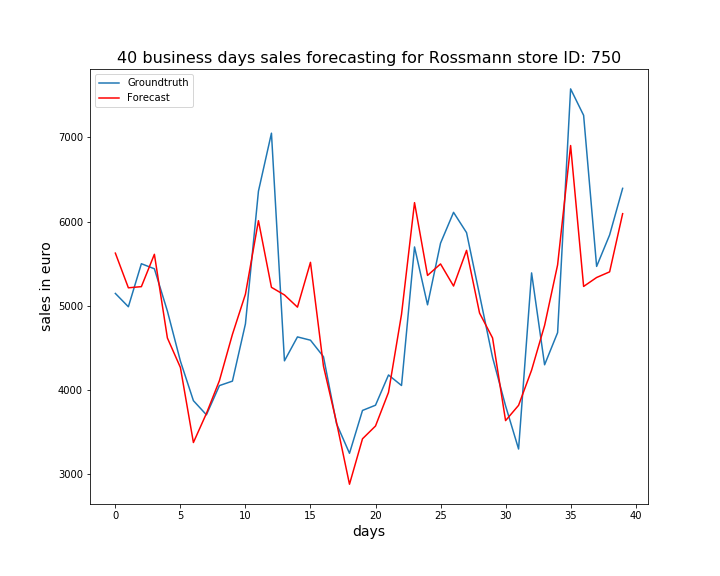 40 business days sales forecasting for Rossmann store ID: 750
Groundtruth
Forecast
7000
6000
5000
4000
3000
sales in euro
0 5 10 15 20 25 30 35 40
days